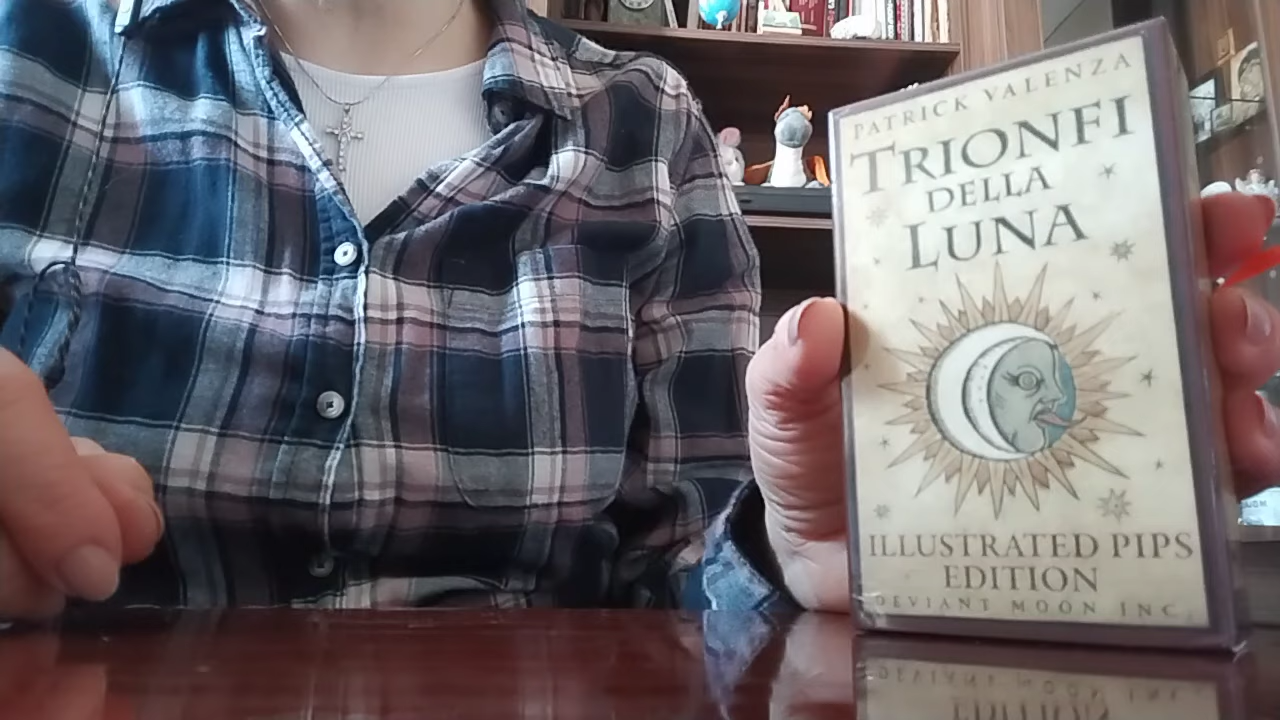 PATRICK VALENZA
TRIONFI
DELLA
LUNA
ILLUSTRATED PIPS
EDITION
DEVIANT MOON INC.